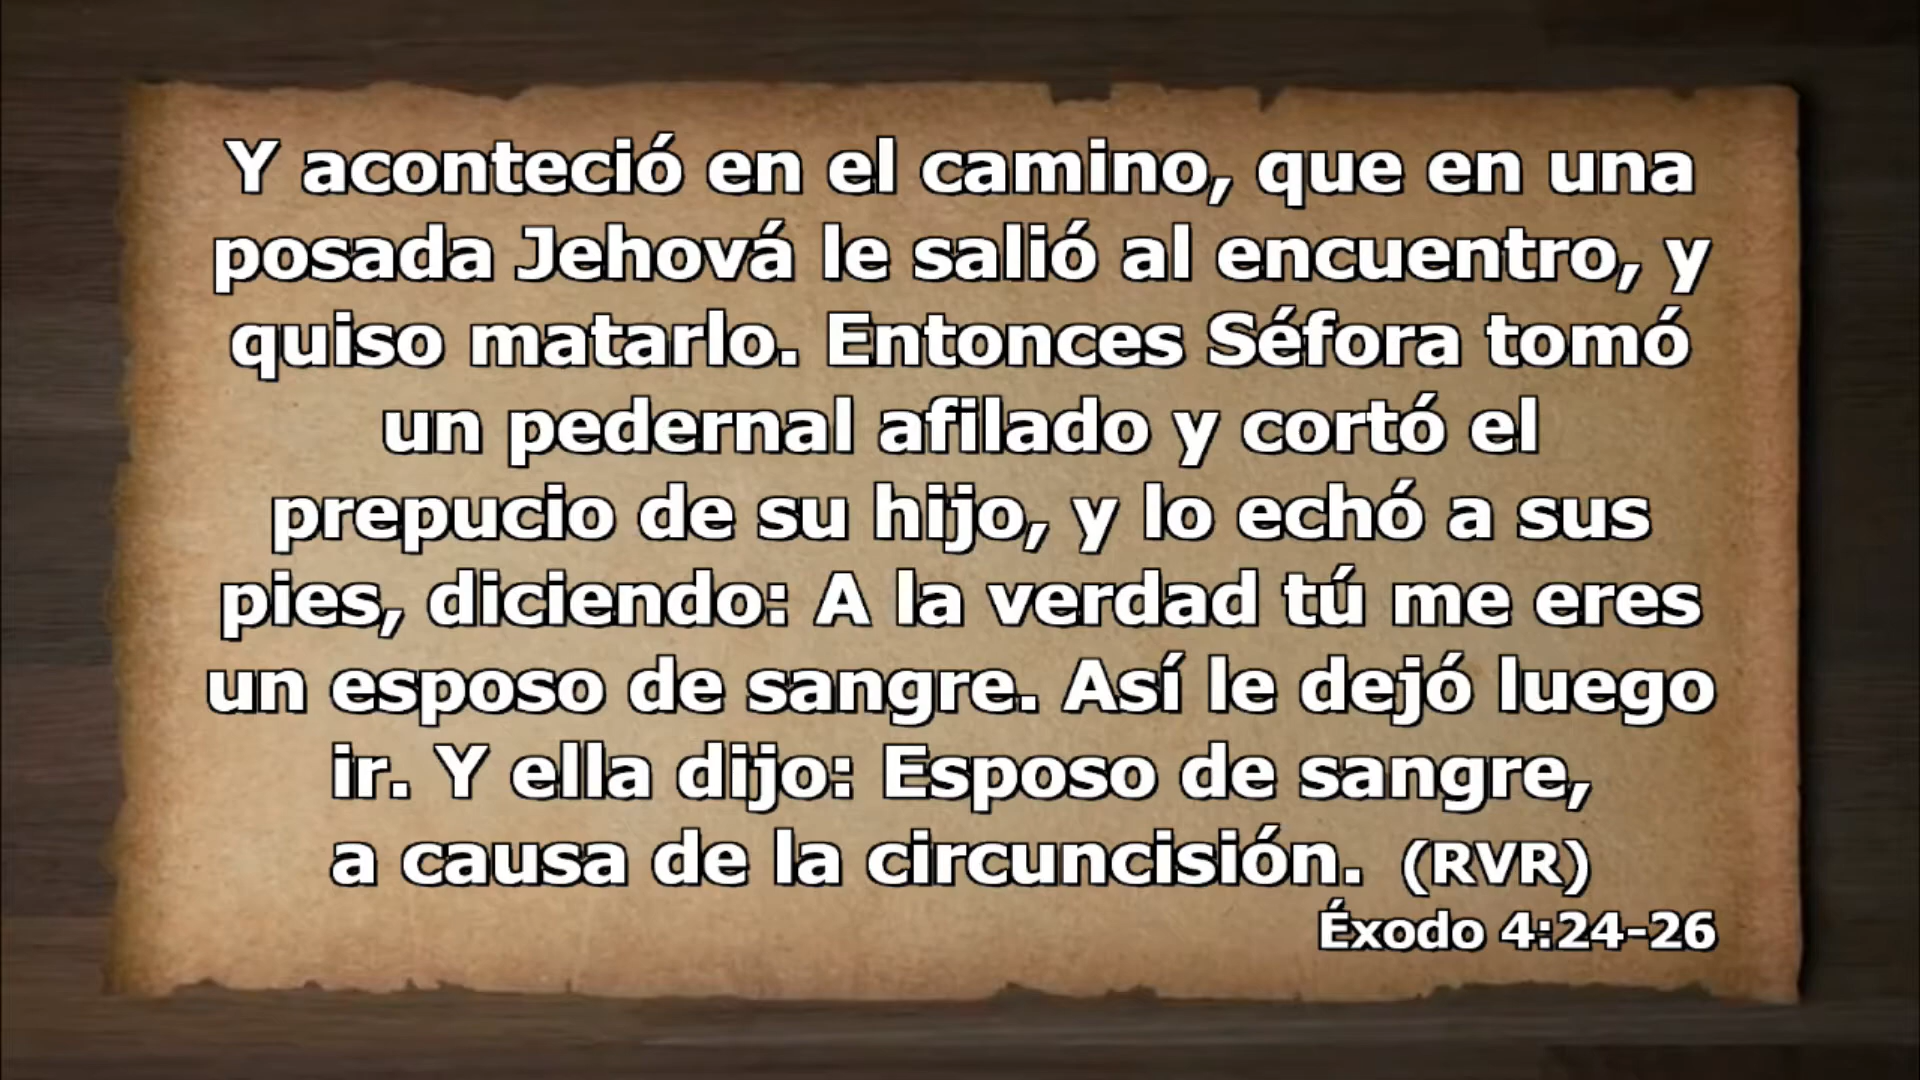 Y aconteció en el camino, que en una
posada Jehová le salió al encuentro, y
quiso matarlo. Entonces Séfora tomó
un pedernal afilado y cortó el
prepucio de su hijo, y lo echó a sus
pies, diciendo: A la verdad tú me eres
un esposo de sangre. Así le dejó luego
ir. Y ella dijo: Esposo de sangre,
a causa de la circuncisión. (RVR)
Éxodo 4:24-26